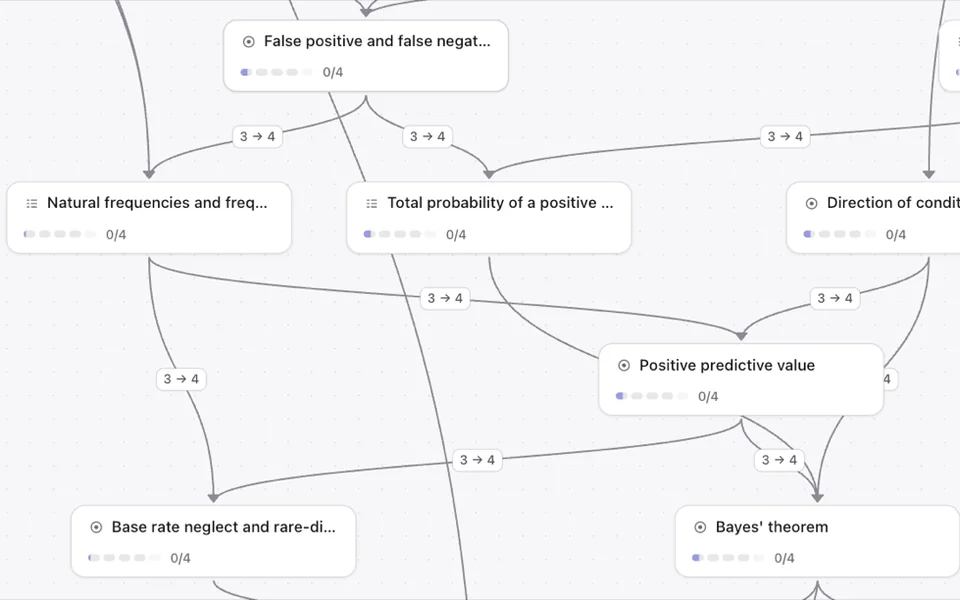 False positive and false negat...
0/4
3 → 4
3 → 4
3 → 4
Natural frequencies and freq...
0/4
Total probability of a positive ...
0/4
Direction of condit
0/4
3 → 4
3 → 4
Positive predictive value
0/4
3 → 4
4
3 → 4
3 → 4
Base rate neglect and rare-di...
0/4
Bayes' theorem
0/4